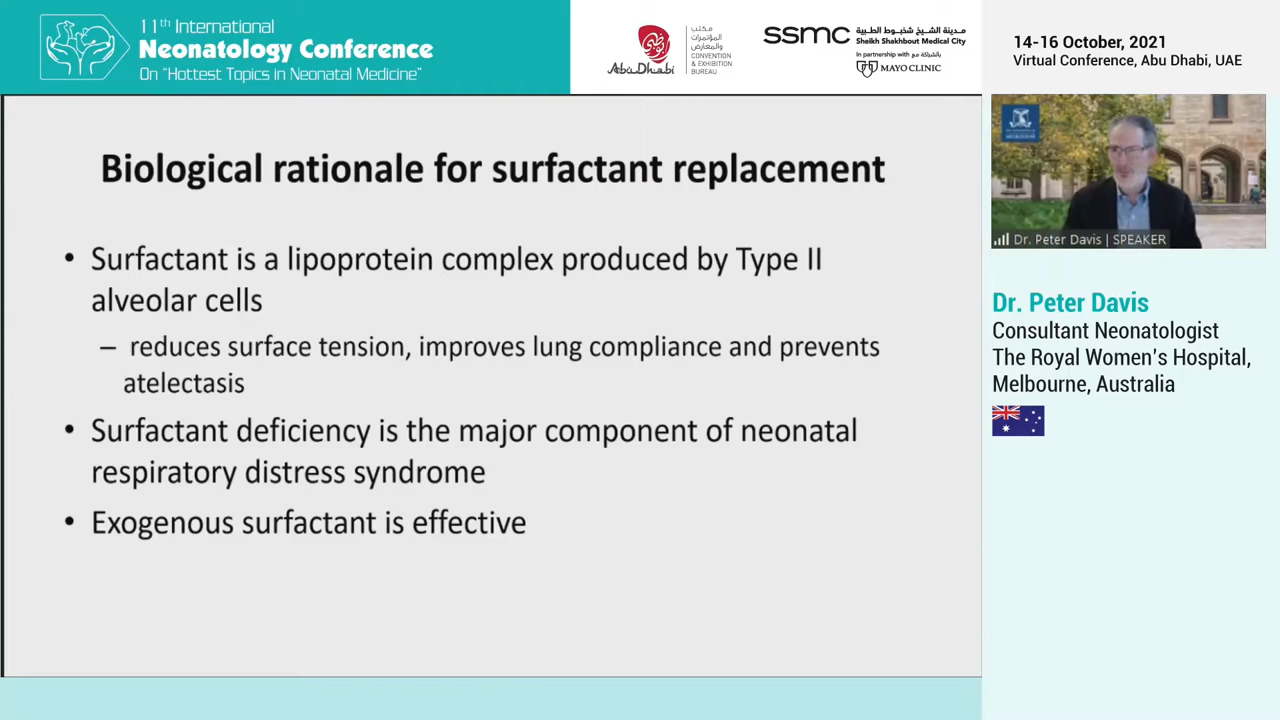 11th International
Neonatology Conference
On "Hottest Topics in Neonatal Medicine"
Abu Dhabi
مكتب
المؤتمرات
والمعارض
CONVENTION
& EXHIBITION
BUREAU
ssmc
مدينة الشيخ شخبوط الطبية
Sheikh Shakhbout Medical City
In partnership with بالشراكة مع
MAYO CLINIC
14-16 October, 2021
Virtual Conference, Abu Dhabi, UAE
Biological rationale for surfactant replacement
• Surfactant is a lipoprotein complex produced by Type II
alveolar cells
– reduces surface tension, improves lung compliance and prevents
atelectasis
• Surfactant deficiency is the major component of neonatal
respiratory distress syndrome
• Exogenous surfactant is effective
MELBOURNE
Dr. Peter Davis | SPEAKER
Dr. Peter Davis
Consultant Neonatologist
The Royal Women's Hospital,
Melbourne, Australia